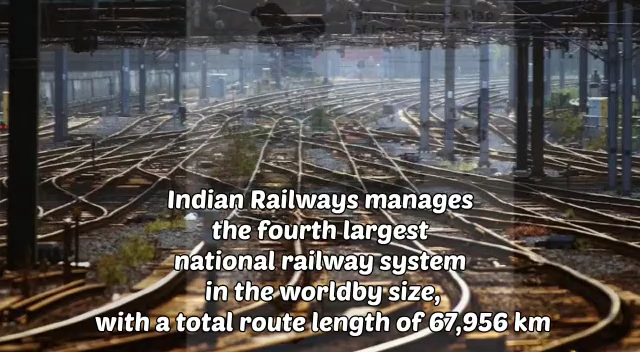 Indian Railways manages
the fourth largest
national railway system
in the worldby size,
with a total route length of 67,956 km